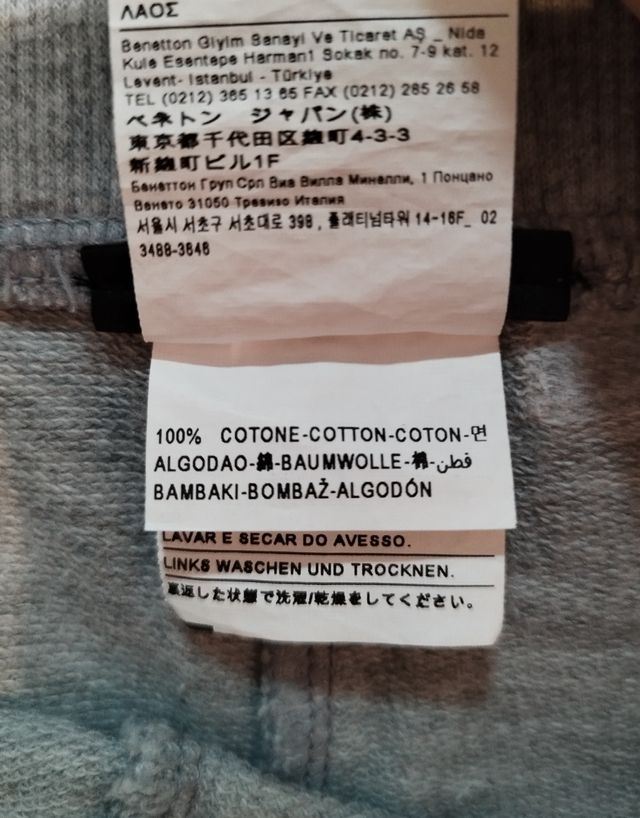 ΛΑΟΣ
Benetton Giyim Sanayi Ve Ticaret AŞ _ Nida
Kule Esentepe Harman1 Sokak no. 7-9 kat. 12
Levent- Istanbul - Türkiye
TEL (0212) 365 13 65 FAX (0212) 285 26 58
ベネトン ジャパン(株)
東京都千代田区麹町4-3-3
新麹町ビル1F
Бенеттон Груп Срл Виа Вилла Минелли, 1 Понцано
Венето 31050 Тревизо Италия
서울시 서초구 서초대로 398 , 플래티넘타워 14-16F_ 02
3488-3648
100% COTONE-COTTON-COTON-면
ALGODAO-綿-BAUMWOLLE-棉-قطن
BAMBAKI-BOMBAŽ-ALGODÓN
LAVAR E SECAR DO AVESSO.
LINKS WASCHEN UND TROCKNEN.
裏返した状態で洗濯/乾燥をしてください。